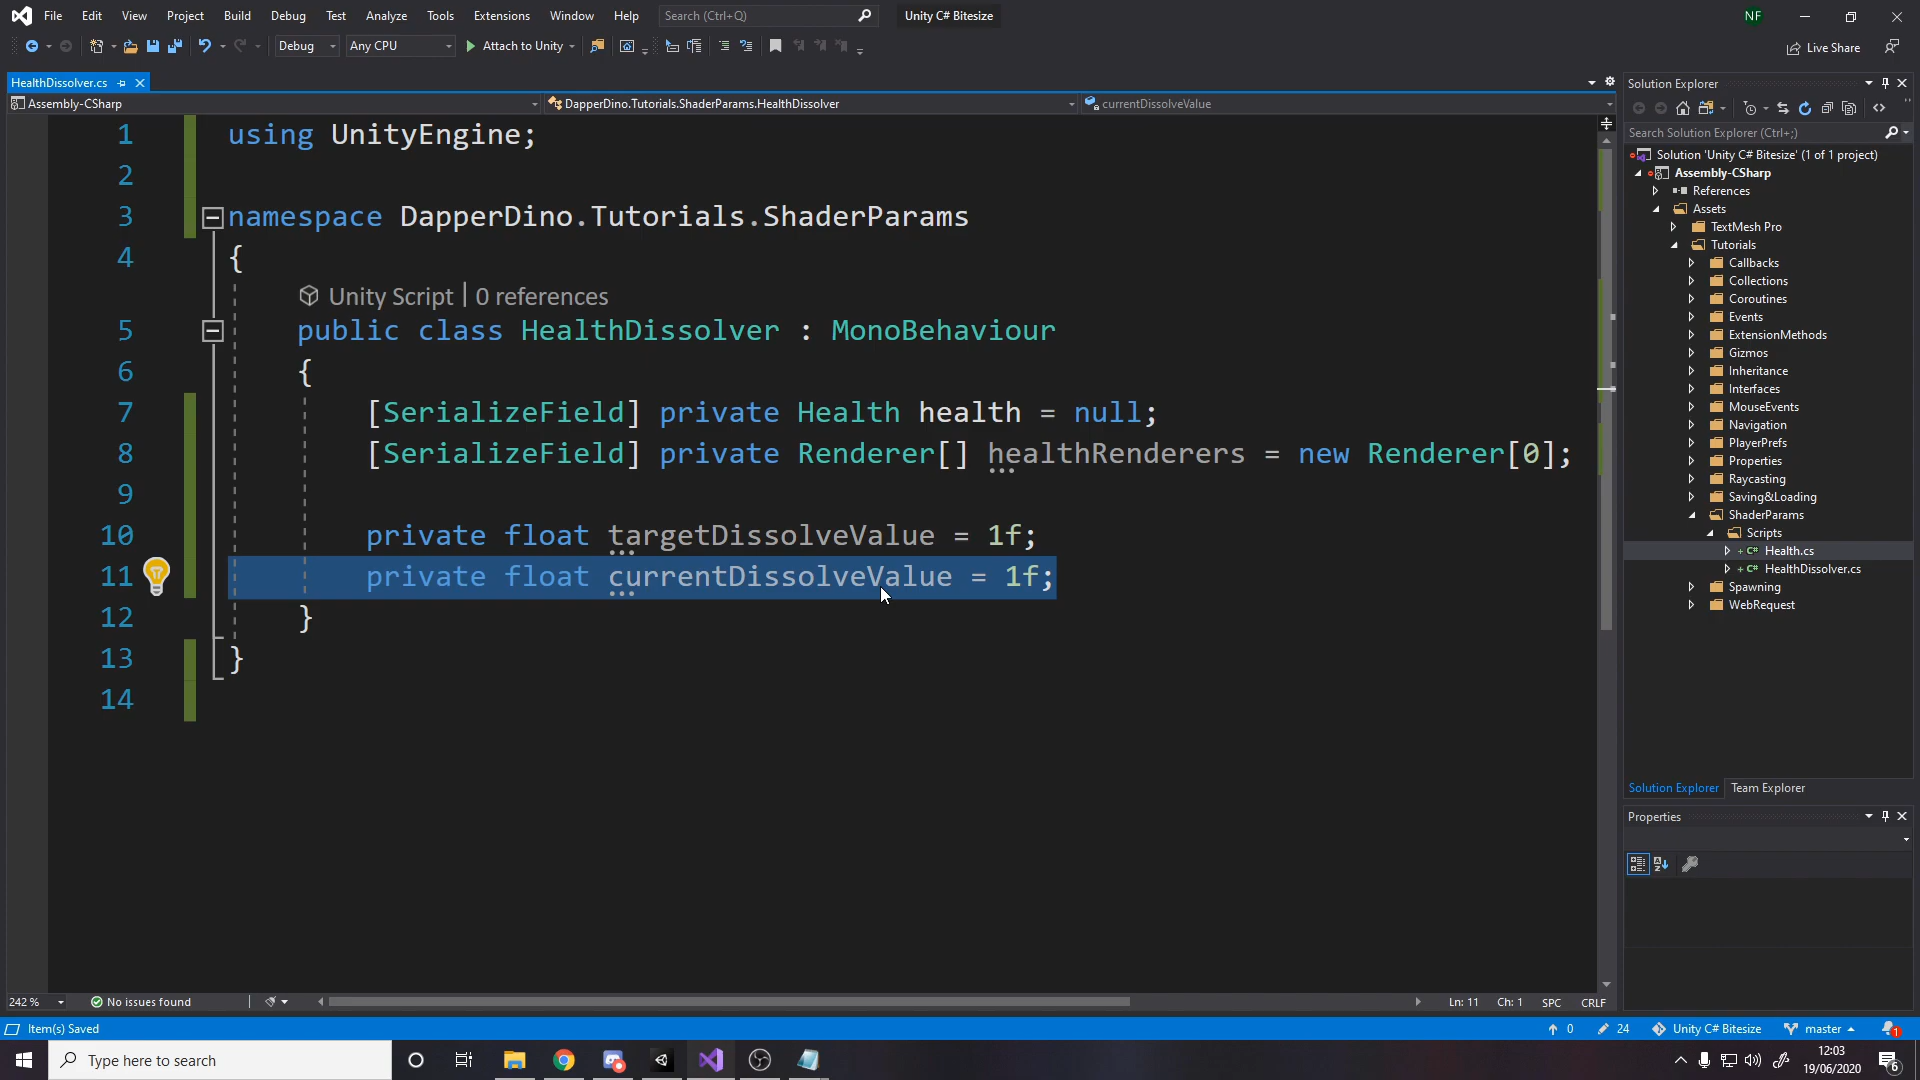 File Edit View Project Build Debug Test Analyze Tools Extensions Window Help Search (Ctrl+Q) Unity C# Bitesize NF
Debug Any CPU Attach to Unity Live Share
HealthDissolver.cs
Assembly-CSharp DapperDino.Tutorials.ShaderParams.HealthDissolver currentDissolveValue
1 using UnityEngine;
2
3 namespace DapperDino.Tutorials.ShaderParams
4 {
Unity Script | 0 references
5 public class HealthDissolver : MonoBehaviour
6 {
7 [SerializeField] private Health health = null;
8 [SerializeField] private Renderer[] healthRenderers = new Renderer[0];
9
10 private float targetDissolveValue = 1f;
11 private float currentDissolveValue = 1f;
12 }
13 }
14
242 % No issues found Ln: 11 Ch: 1 SPC CRLF
Solution Explorer
Search Solution Explorer (Ctrl+;)
Solution 'Unity C# Bitesize' (1 of 1 project)
Assembly-CSharp
References
Assets
TextMesh Pro
Tutorials
Callbacks
Collections
Coroutines
Events
ExtensionMethods
Gizmos
Inheritance
Interfaces
MouseEvents
Navigation
PlayerPrefs
Properties
Raycasting
Saving&Loading
ShaderParams
Scripts
C# Health.cs
C# HealthDissolver.cs
Spawning
WebRequest
Solution Explorer Team Explorer
Properties
Item(s) Saved 0 24 Unity C# Bitesize master 1
Type here to search 12:03
19/06/2020 6